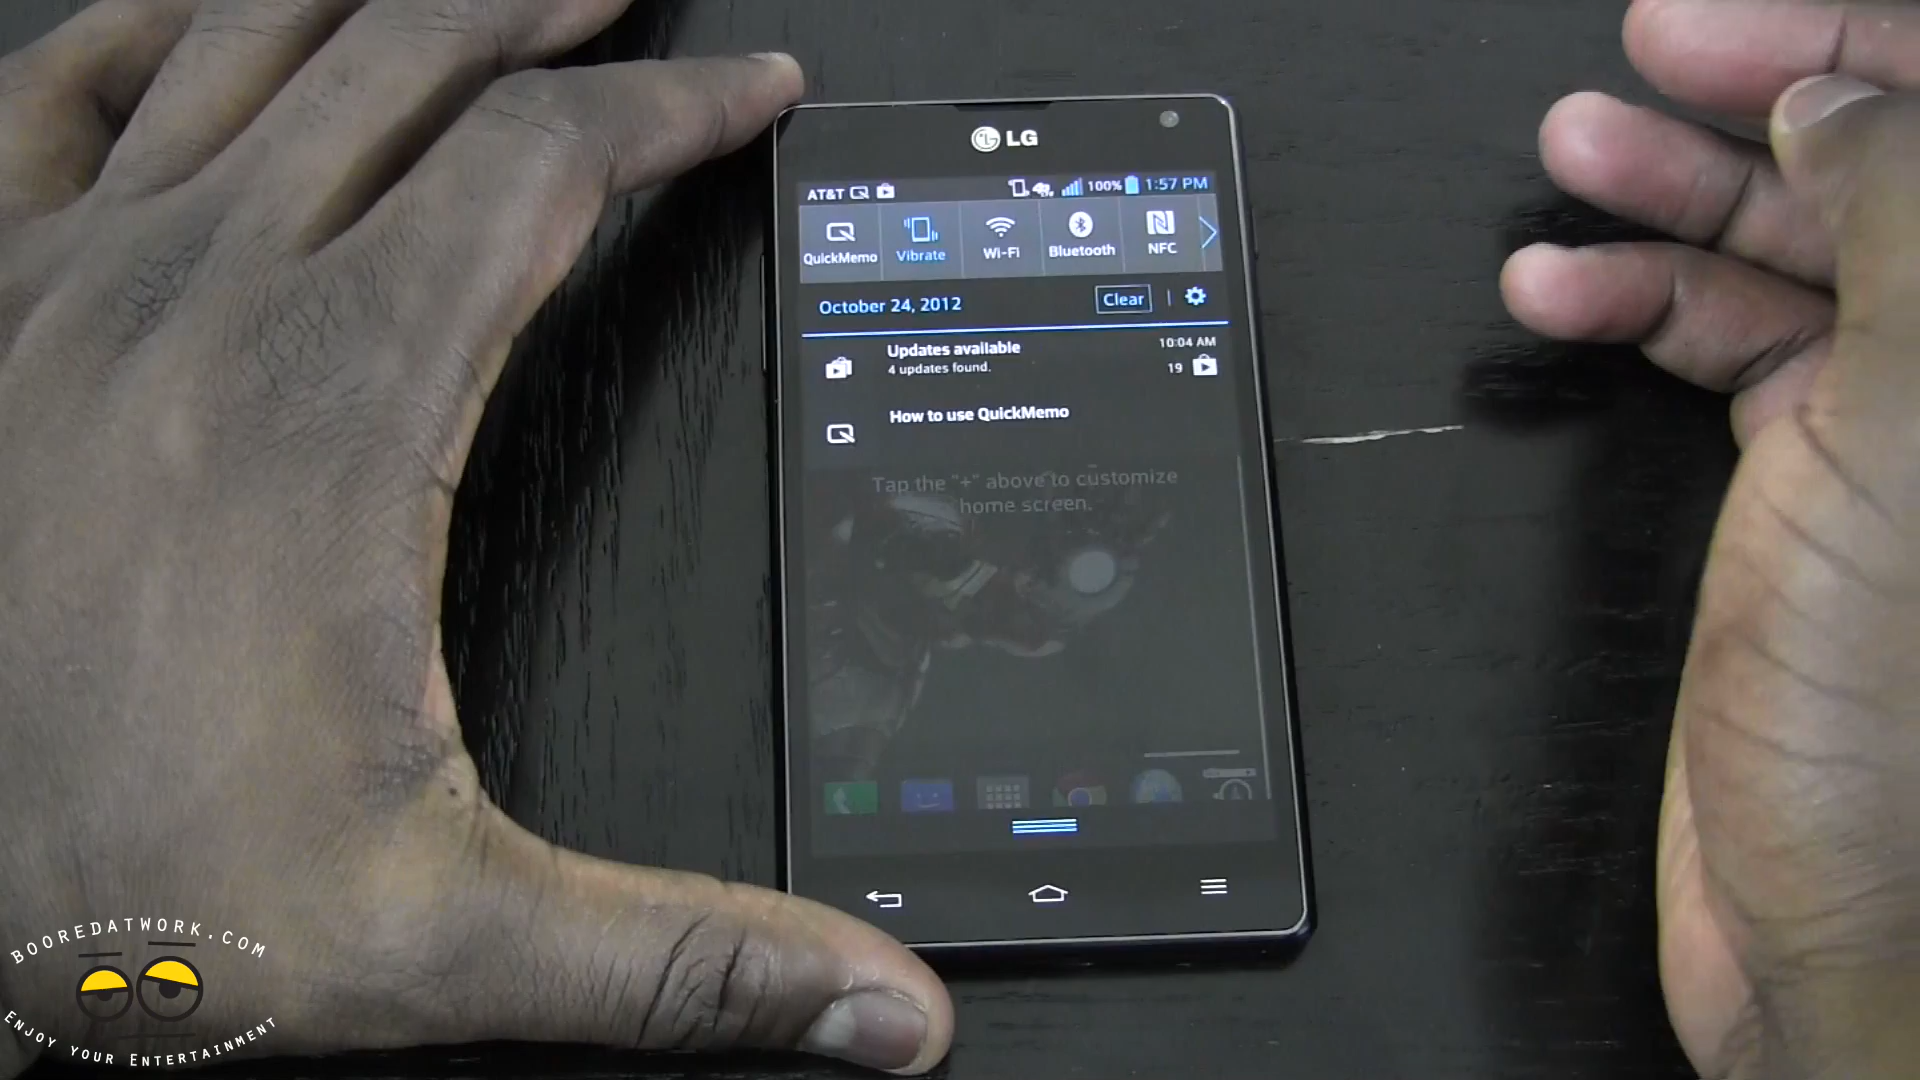 LG
AT&T 100% 1:57 PM
QuickMemo Vibrate Wi-Fi Bluetooth NFC
October 24, 2012 Clear
Updates available 10:04 AM
4 updates found. 19
How to use QuickMemo
Tap the "+" above to customize
home screen.
BOOREDATWORK.COM
ENJOY YOUR ENTERTAINMENT